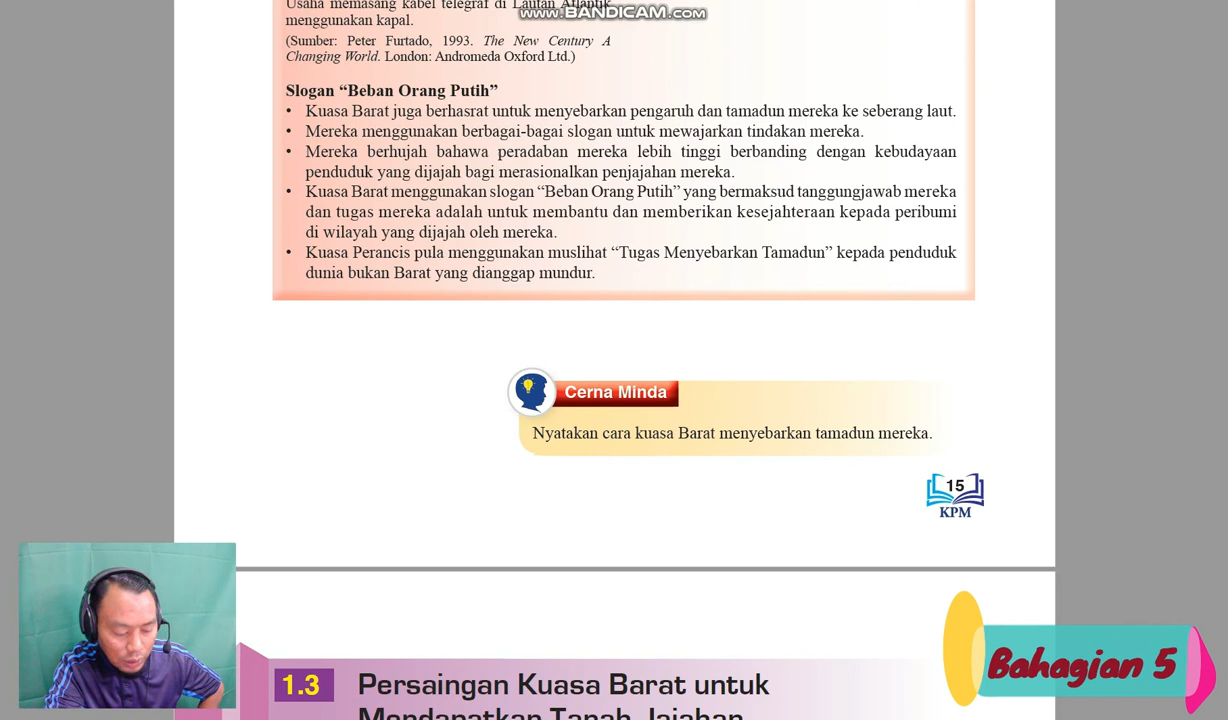 Usaha memasang kabel telegraf di Lautan Atlantik
www.BANDICAM.com
menggunakan kapal.
(Sumber: Peter Furtado, 1993. The New Century A
Changing World. London: Andromeda Oxford Ltd.)
Slogan “Beban Orang Putih”
• Kuasa Barat juga berhasrat untuk menyebarkan pengaruh dan tamadun mereka ke seberang laut.
• Mereka menggunakan berbagai-bagai slogan untuk mewajarkan tindakan mereka.
• Mereka berhujah bahawa peradaban mereka lebih tinggi berbanding dengan kebudayaan
penduduk yang dijajah bagi merasionalkan penjajahan mereka.
• Kuasa Barat menggunakan slogan “Beban Orang Putih” yang bermaksud tanggungjawab mereka
dan tugas mereka adalah untuk membantu dan memberikan kesejahteraan kepada peribumi
di wilayah yang dijajah oleh mereka.
• Kuasa Perancis pula menggunakan muslihat “Tugas Menyebarkan Tamadun” kepada penduduk
dunia bukan Barat yang dianggap mundur.
Cerna Minda
Nyatakan cara kuasa Barat menyebarkan tamadun mereka.
15
KPM
Bahagian 5
1.3 Persaingan Kuasa Barat untuk
Mendapatkan Tanah Jajahan